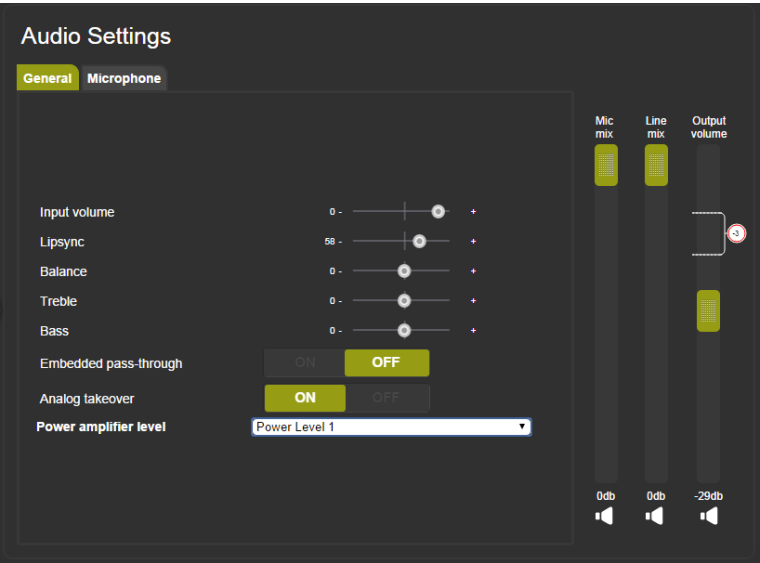 Audio Settings
General Microphone
Mic mix
Line mix
Output volume
Input volume 0 - +
-3
Lipsync 58 - +
Balance 0 - +
Treble 0 - +
Bass 0 - +
Embedded pass-through ON OFF
Analog takeover ON OFF
Power amplifier level Power Level 1
0db 0db -29db